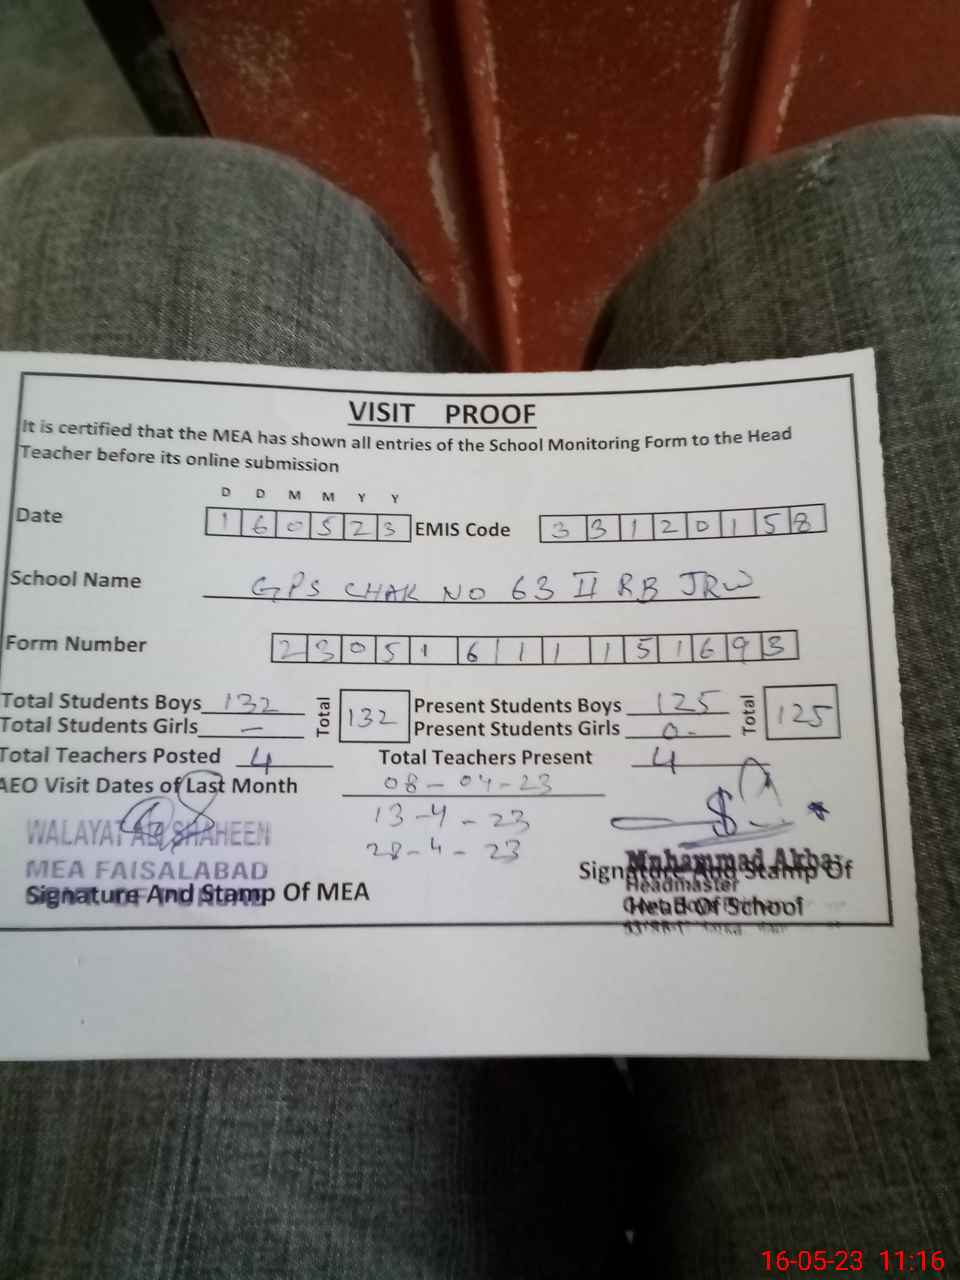 VISIT PROOF
It is certified that the MEA has shown all entries of the School Monitoring Form to the Head
Teacher before its online submission
D D M M Y Y
Date 1 6 0 5 2 3 EMIS Code 3 3 1 2 0 1 5 8
School Name GPS CHAK NO 63 II RB JRW
Form Number 2 3 0 5 1 6 1 1 1 5 1 6 9 3
Total Students Boys 132 Total 132 Present Students Boys 125 Total 125
Total Students Girls — Present Students Girls 0-
Total Teachers Posted 4 Total Teachers Present 4
AEO Visit Dates of Last Month 08-04-23
13-4-23
28-4-23
WALAYAT ALI SHAHEEN
MEA FAISALABAD
Signature And Stamp Of MEA
Muhammad Akbar
Signature And Stamp Of
Headmaster
Head Of School
16-05-23 11:16